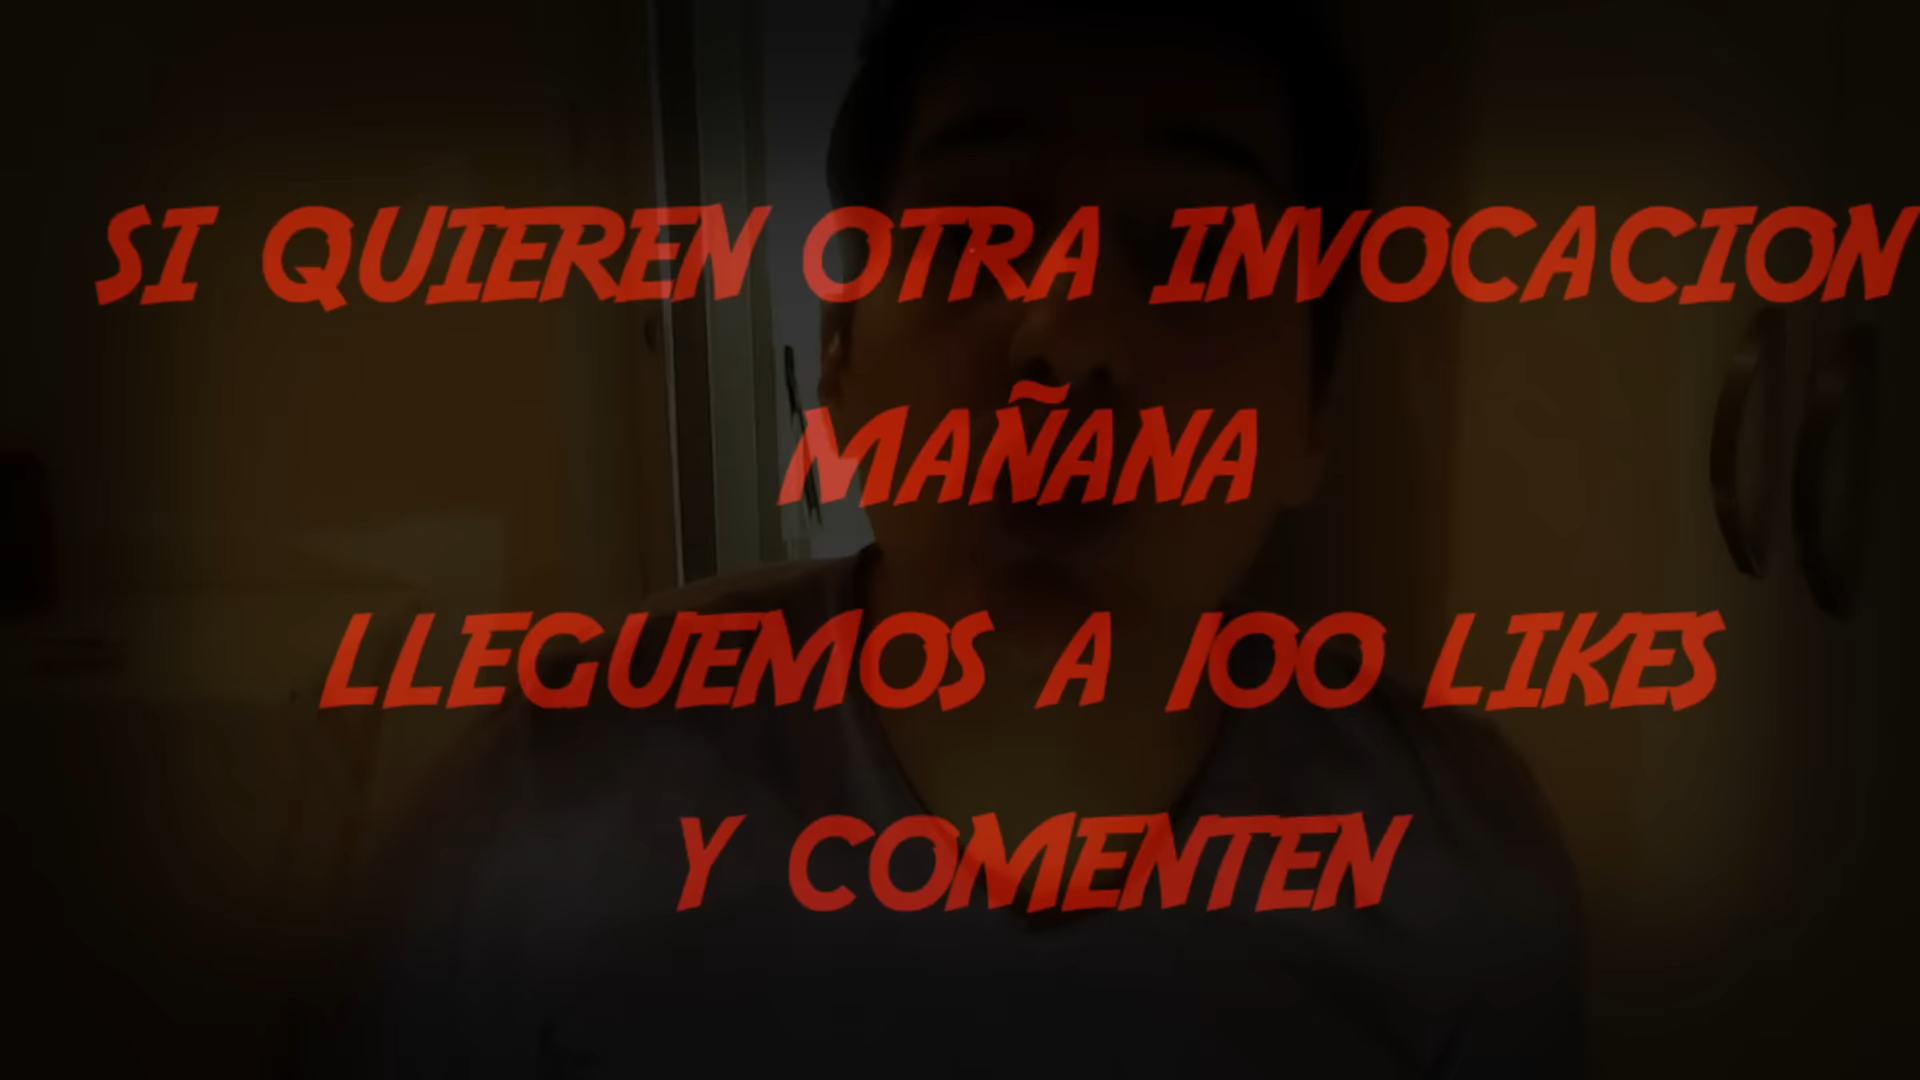 SI QUIEREN OTRA INVOCACION
MAÑANA
LLEGUEMOS A 100 LIKES
Y COMENTEN